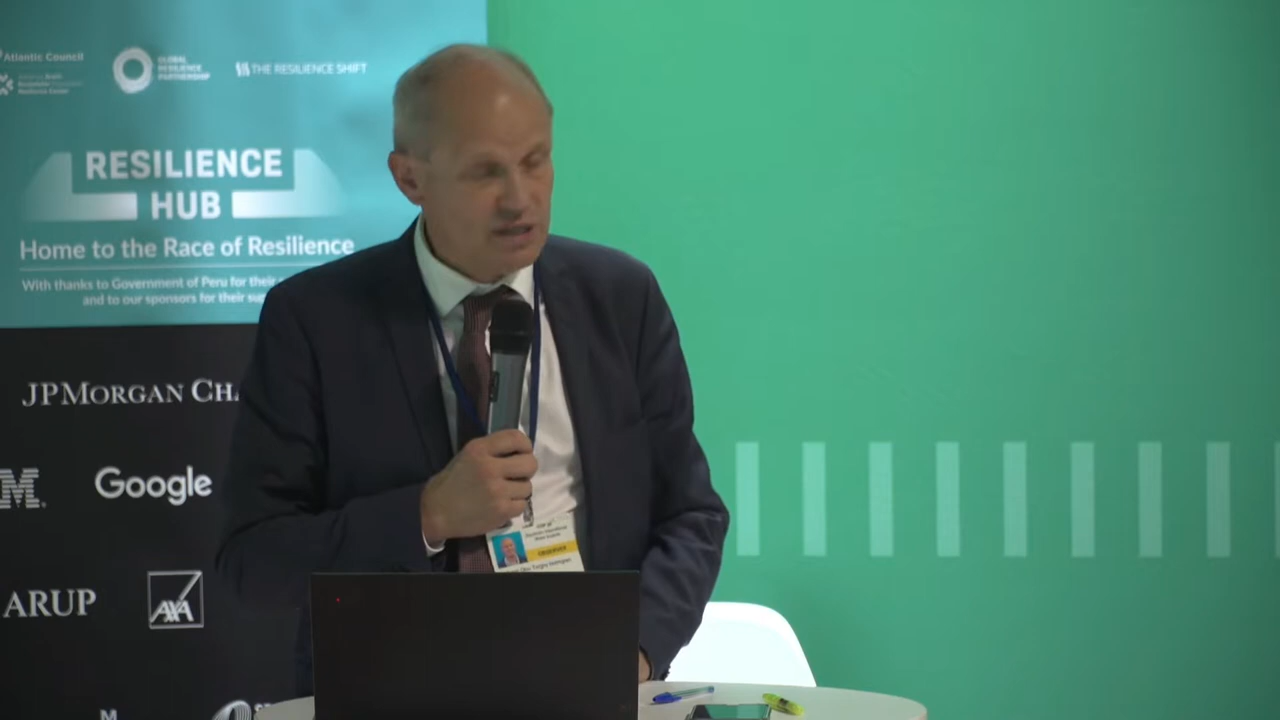 Atlantic Council
GLOBAL
RESILIENCE
PARTNERSHIP
THE RESILIENCE SHIFT
RESILIENCE
HUB
Home to the Race of Resilience
With thanks to Government of Peru for their
and to our sponsors for their
JPMORGAN
Google
ARUP
AXA
OBSERVER